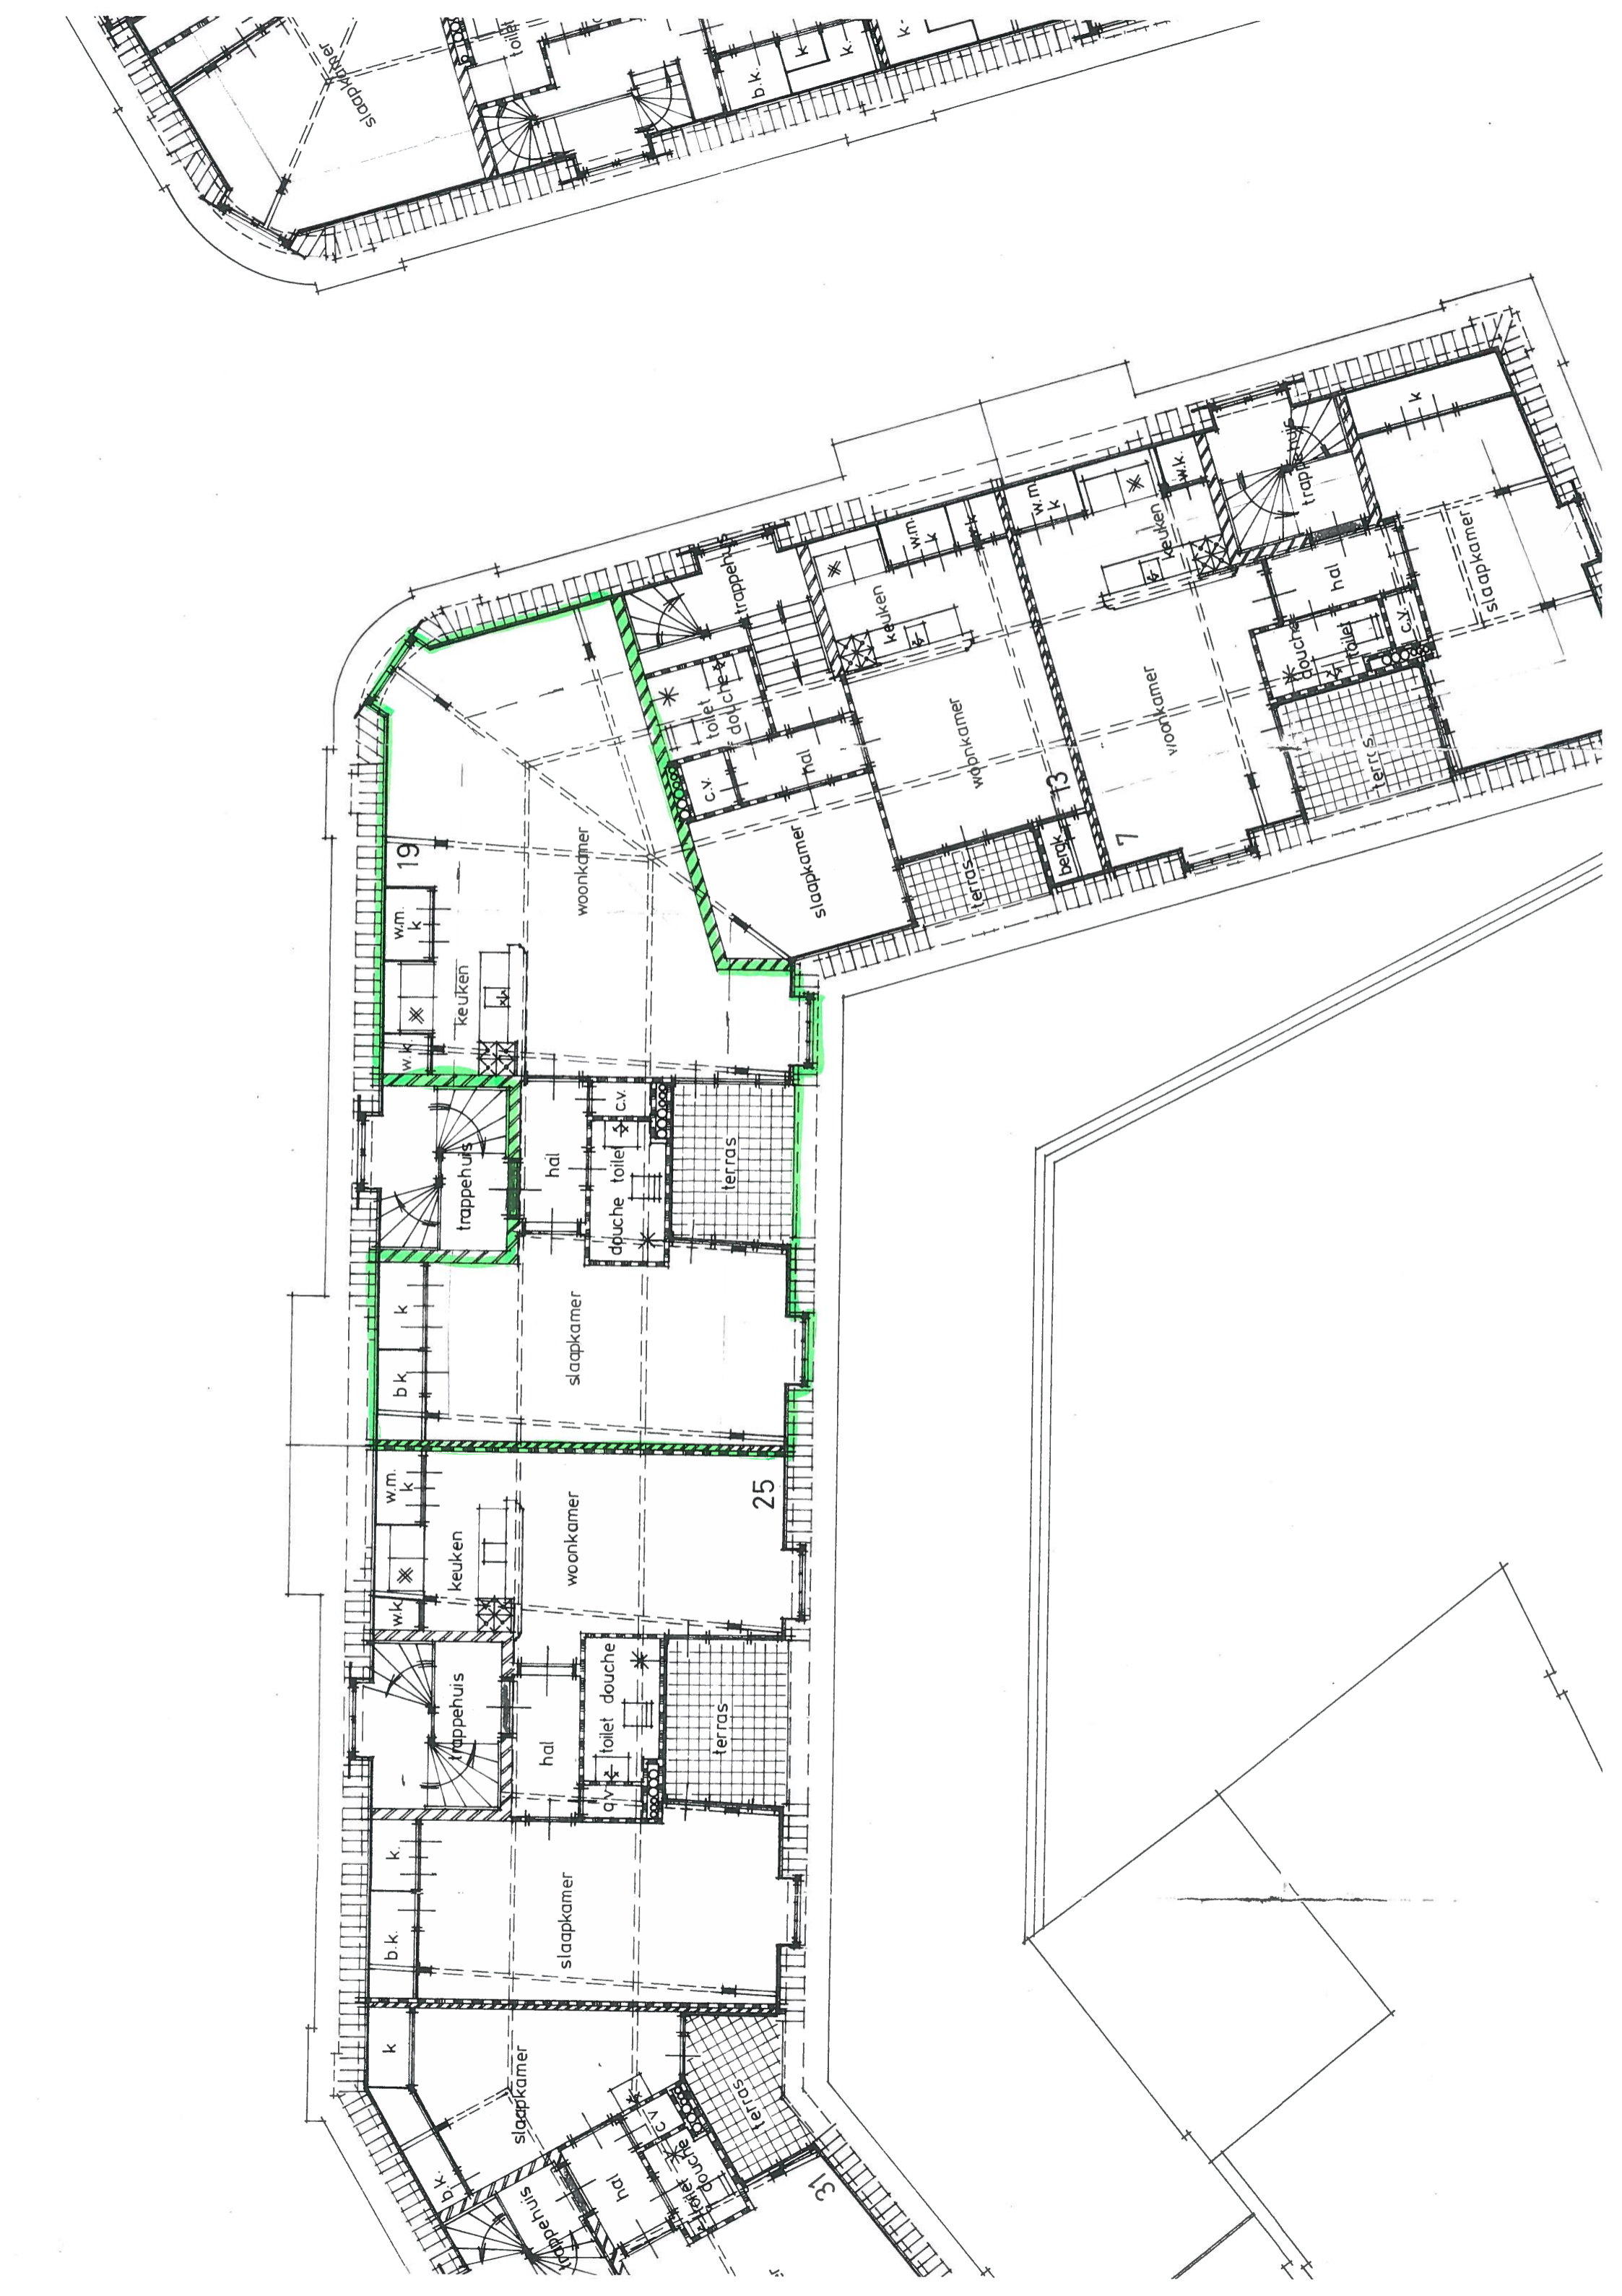 slaapkamer
toilet
b.k.
k
k.
k
trappehuis
k
slaapkamer
hal
douche
toilet
c.v.
terras
w.k.
keuken
w.m.
k
woonkamer
7
trappehuis
w.m.
k
keuken
toilet
douche
c.v.
hal
woonkamer
13
slaapkamer
terras
berg.
19
w.m.
k
keuken
w.k.
woonkamer
trappehuis
hal
c.v.
douche toilet
terras
k
b.k.
slaapkamer
w.m.
k
keuken
w.k.
woonkamer
25
trappehuis
hal
toilet douche
terras
k.
b.k.
slaapkamer
k
slaapkamer
b.k.
trappehuis
hal
c.v.
toilet
douche
terras
31